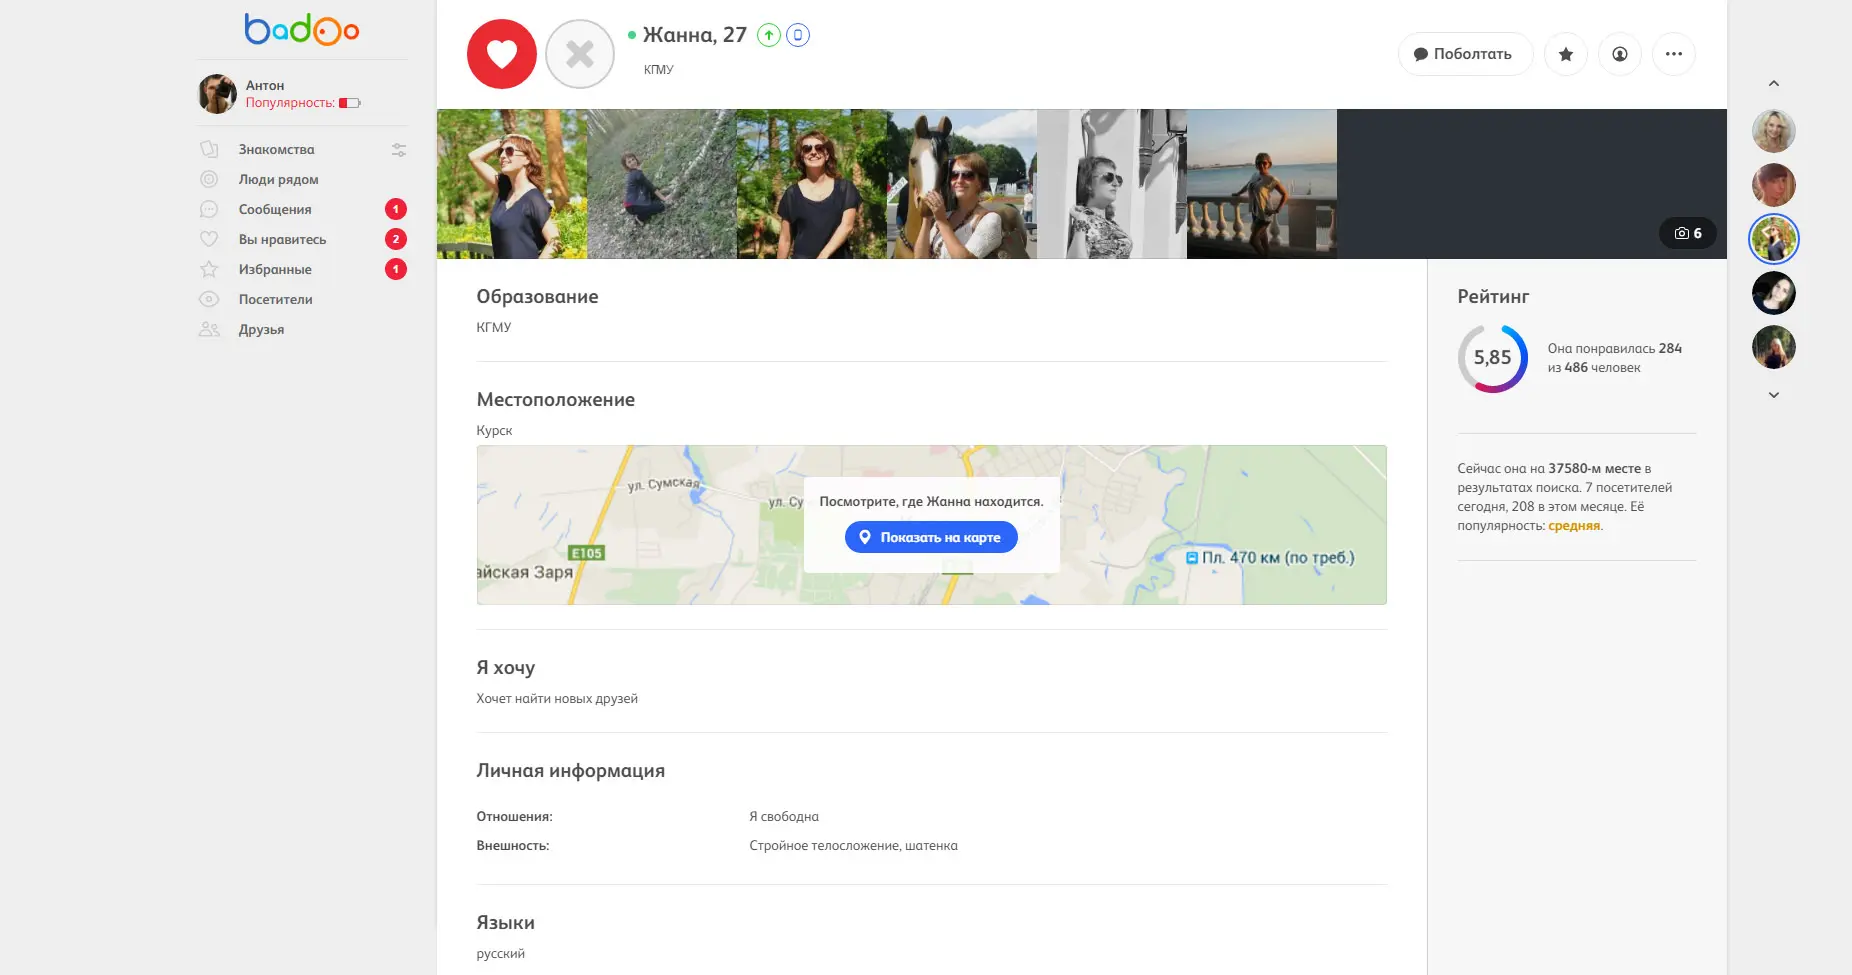 badoo
Антон
Популярность:
Знакомства
Люди рядом
Сообщения 1
Вы нравитесь 2
Избранные 1
Посетители
Друзья
Жанна, 27
КГМУ
Поболтать
6
Образование
КГМУ
Местоположение
Курск
ул. Сумская
ул. Су
Посмотрите, где Жанна находится.
Показать на карте
E105
айская Заря
Пл. 470 км (по треб.)
Я хочу
Хочет найти новых друзей
Личная информация
Отношения: Я свободна
Внешность: Стройное телосложение, шатенка
Языки
русский
Рейтинг
5,85
Она понравилась 284
из 486 человек
Сейчас она на 37580-м месте в
результатах поиска. 7 посетителей
сегодня, 208 в этом месяце. Её
популярность: средняя.